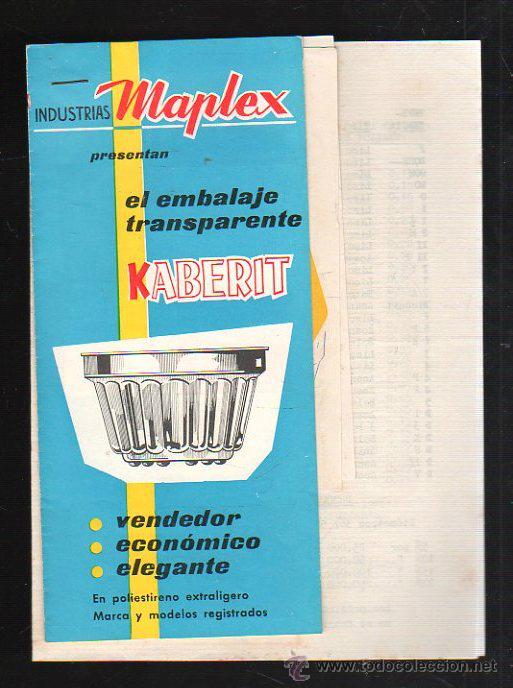 INDUSTRIAS Maplex
presentan
el embalaje
transparente
KABERIT
vendedor
económico
elegante
En poliestireno extraligero
Marca y modelos registrados
© www.todocoleccion.net